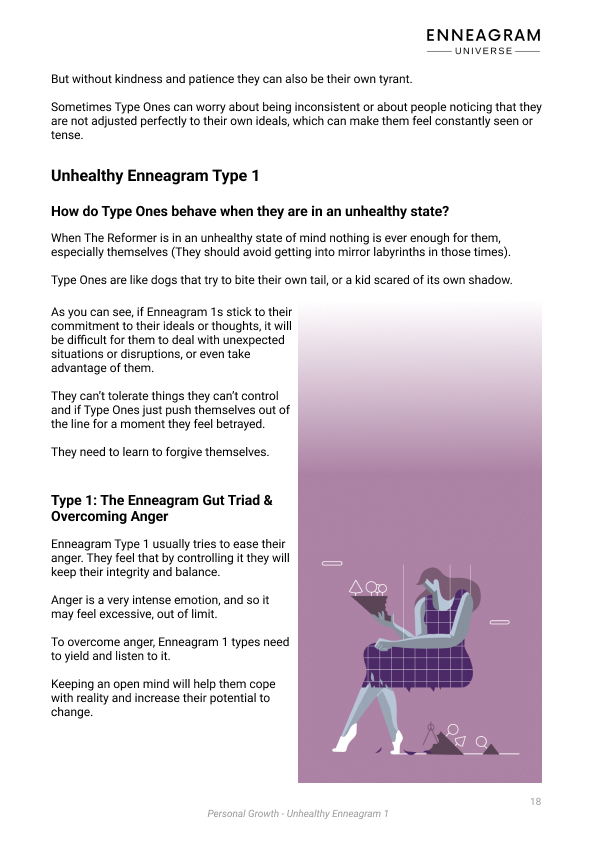 ENNEAGRAM
UNIVERSE
But without kindness and patience they can also be their own tyrant.
Sometimes Type Ones can worry about being inconsistent or about people noticing that they
are not adjusted perfectly to their own ideals, which can make them feel constantly seen or
tense.
Unhealthy Enneagram Type 1
How do Type Ones behave when they are in an unhealthy state?
When The Reformer is in an unhealthy state of mind nothing is ever enough for them,
especially themselves (They should avoid getting into mirror labyrinths in those times).
Type Ones are like dogs that try to bite their own tail, or a kid scared of its own shadow.
As you can see, if Enneagram 1s stick to their
commitment to their ideals or thoughts, it will
be difficult for them to deal with unexpected
situations or disruptions, or even take
advantage of them.
They can’t tolerate things they can’t control
and if Type Ones just push themselves out of
the line for a moment they feel betrayed.
They need to learn to forgive themselves.
Type 1: The Enneagram Gut Triad &
Overcoming Anger
Enneagram Type 1 usually tries to ease their
anger. They feel that by controlling it they will
keep their integrity and balance.
Anger is a very intense emotion, and so it
may feel excessive, out of limit.
To overcome anger, Enneagram 1 types need
to yield and listen to it.
Keeping an open mind will help them cope
with reality and increase their potential to
change.
18
Personal Growth - Unhealthy Enneagram 1